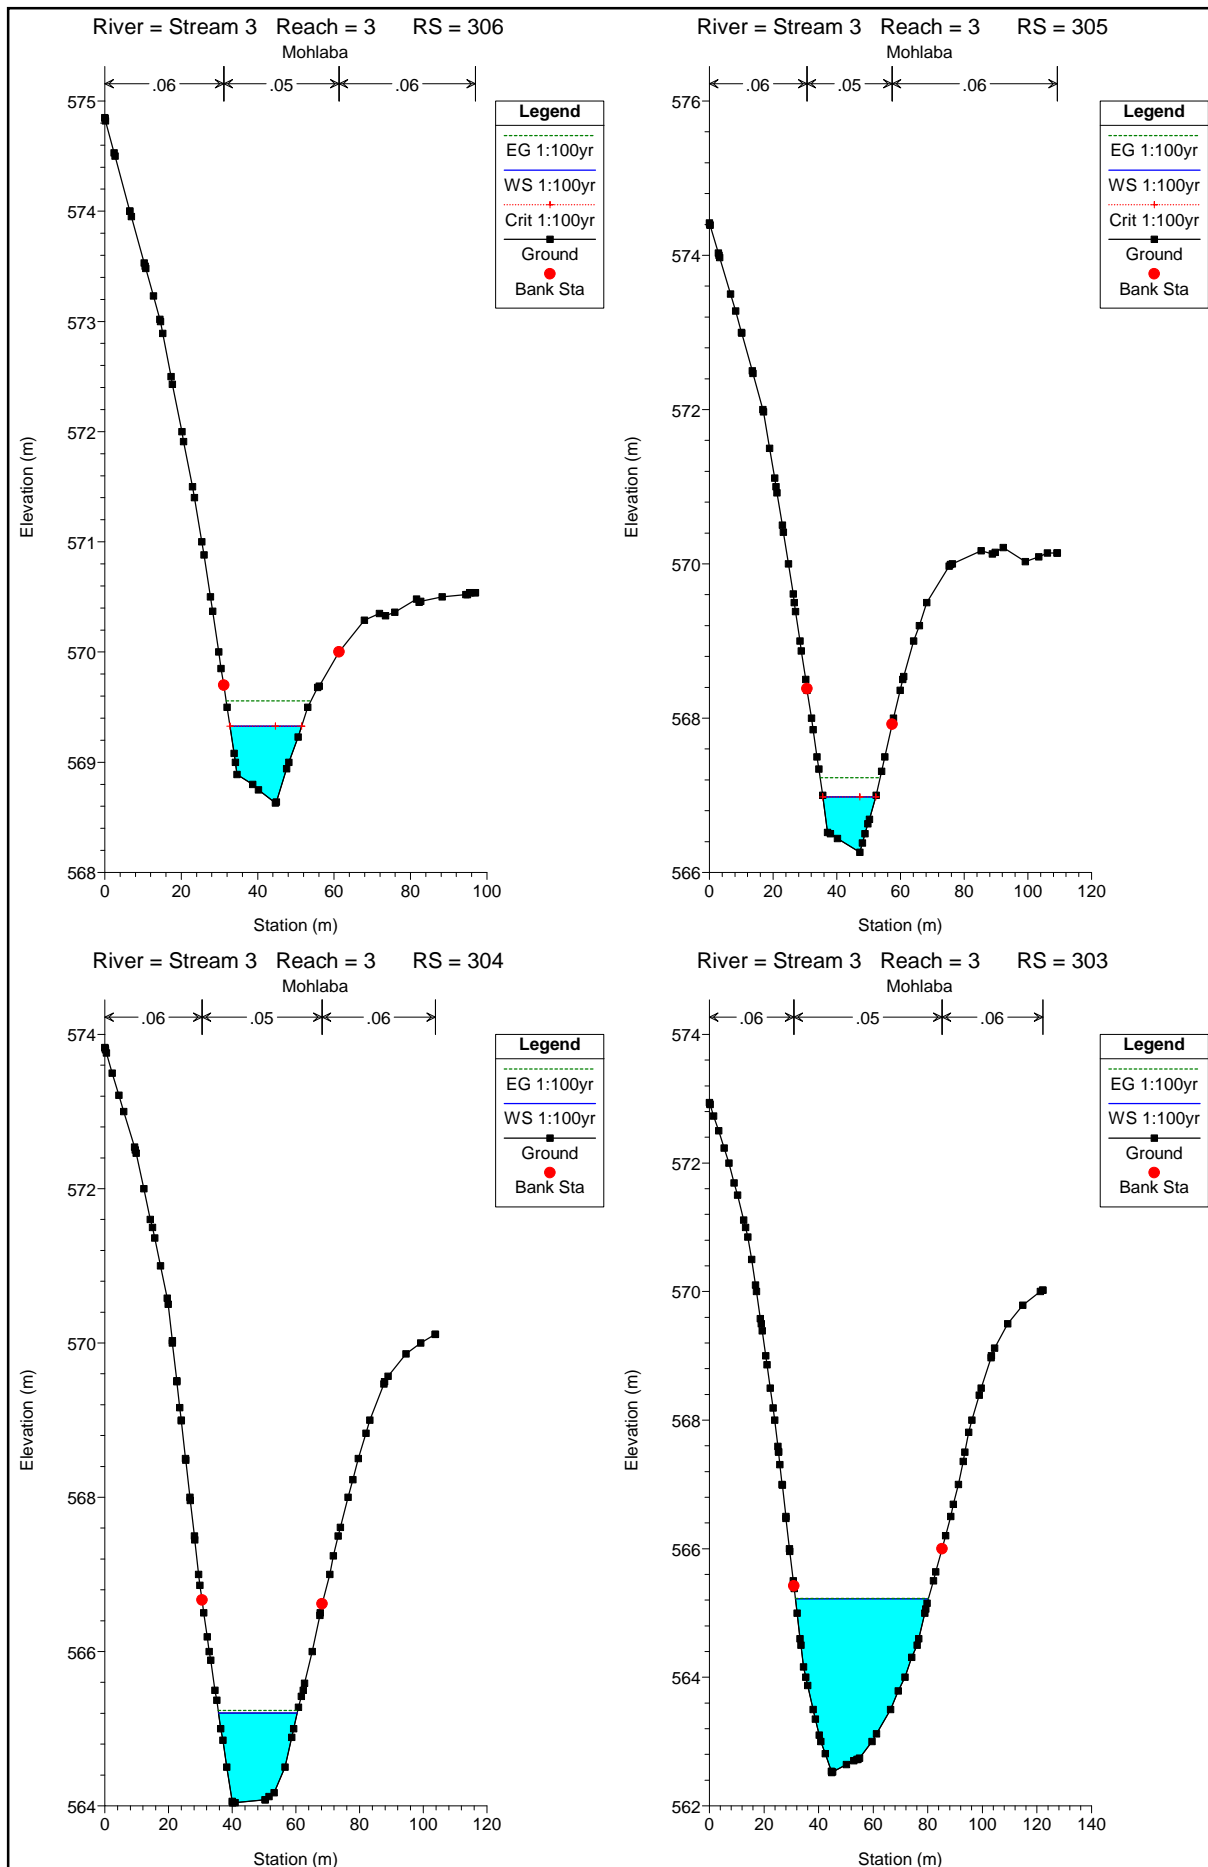 River = Stream 3 Reach = 3 RS = 306
Mohlaba
.06 .05 .06
575
574
573
572
571
570
569
568
0 20 40 60 80 100
Elevation (m)
Station (m)
Legend
EG 1:100yr
WS 1:100yr
Crit 1:100yr
Ground
Bank Sta
River = Stream 3 Reach = 3 RS = 305
Mohlaba
.06 .05 .06
576
574
572
570
568
566
0 20 40 60 80 100 120
Elevation (m)
Station (m)
Legend
EG 1:100yr
WS 1:100yr
Crit 1:100yr
Ground
Bank Sta
River = Stream 3 Reach = 3 RS = 304
Mohlaba
.06 .05 .06
574
572
570
568
566
564
0 20 40 60 80 100 120
Elevation (m)
Station (m)
Legend
EG 1:100yr
WS 1:100yr
Ground
Bank Sta
River = Stream 3 Reach = 3 RS = 303
Mohlaba
.06 .05 .06
574
572
570
568
566
564
562
0 20 40 60 80 100 120 140
Elevation (m)
Station (m)
Legend
EG 1:100yr
WS 1:100yr
Ground
Bank Sta